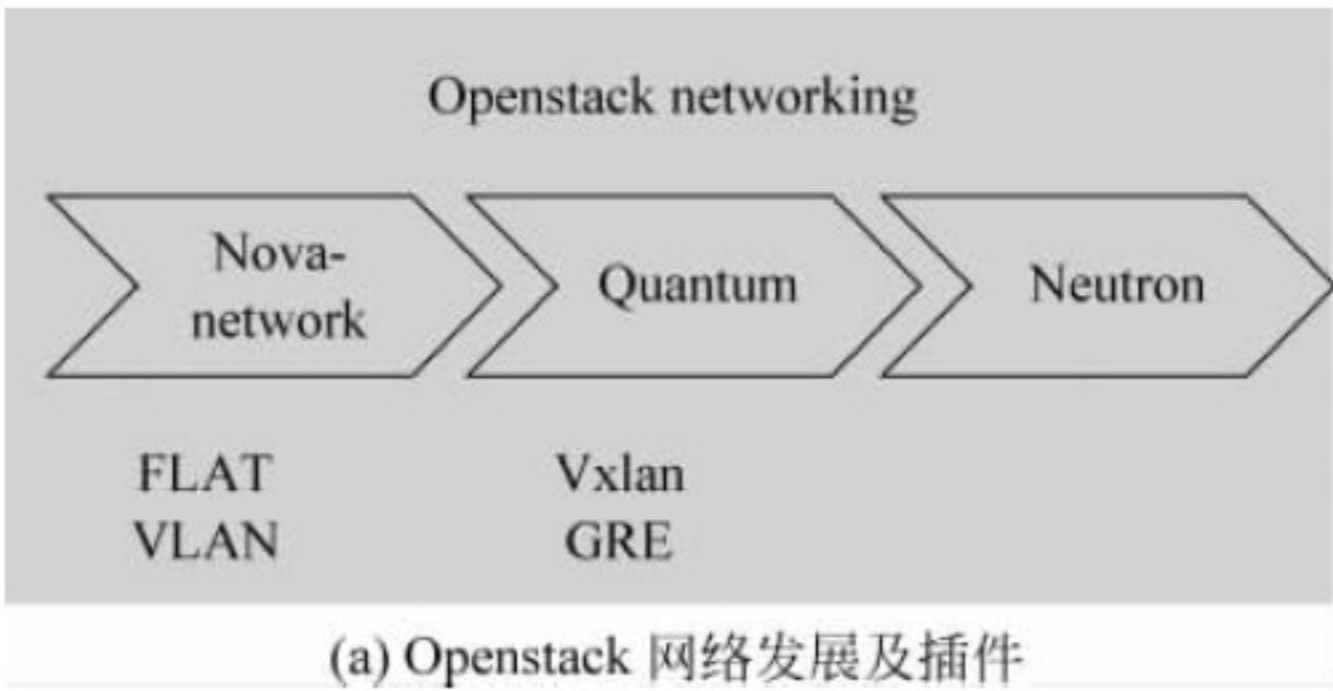 Openstack networking
Nova-
network
Quantum
Neutron
FLAT
VLAN
Vxlan
GRE
(a) Openstack 网络发展及插件